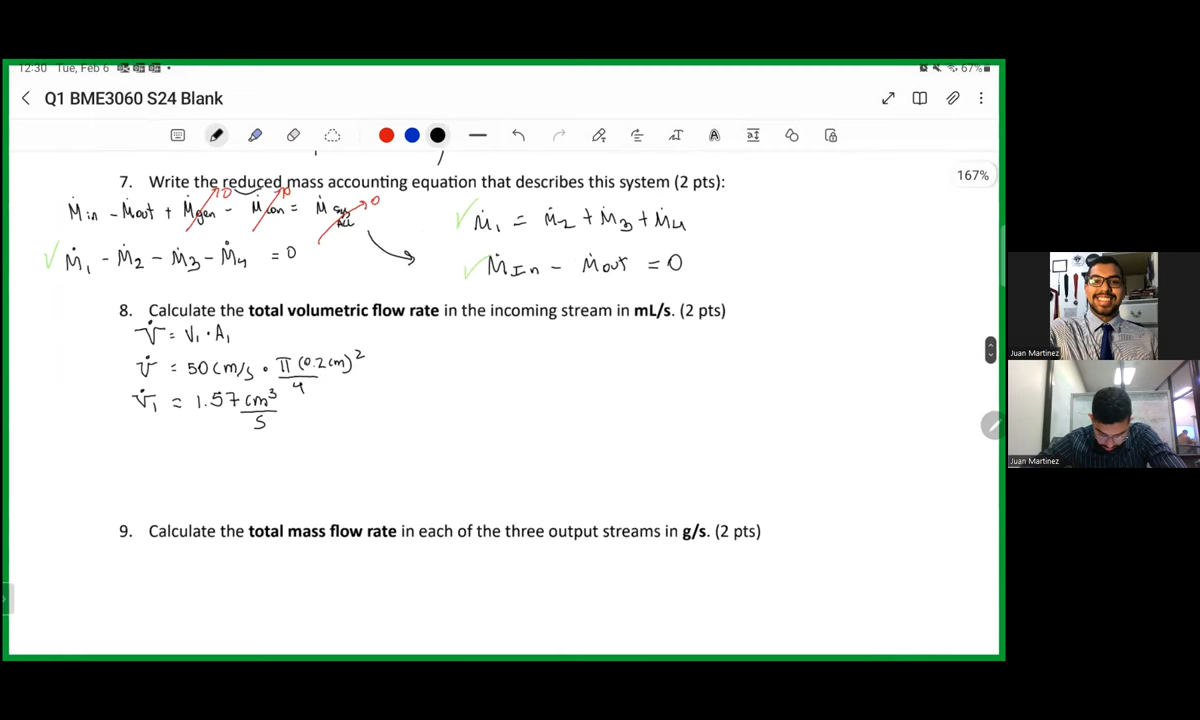 12:30 Tue, Feb 6
67%
Q1 BME3060 S24 Blank
167%
7. Write the reduced mass accounting equation that describes this system (2 pts):
ṁin - ṁout + ṁgen - ṁcon = ṁ sys Acc
0 0 0
ṁ1 = ṁ2 + ṁ3 + ṁ4
ṁ1 - ṁ2 - ṁ3 - ṁ4 = 0
ṁIn - ṁout = 0
8. Calculate the total volumetric flow rate in the incoming stream in mL/s. (2 pts)
V̇ = V1 · A1
V̇ = 50 cm/s · π(0.2cm)²/4
V̇1 = 1.57 cm³/s
9. Calculate the total mass flow rate in each of the three output streams in g/s. (2 pts)
Juan Martinez
Juan Martinez